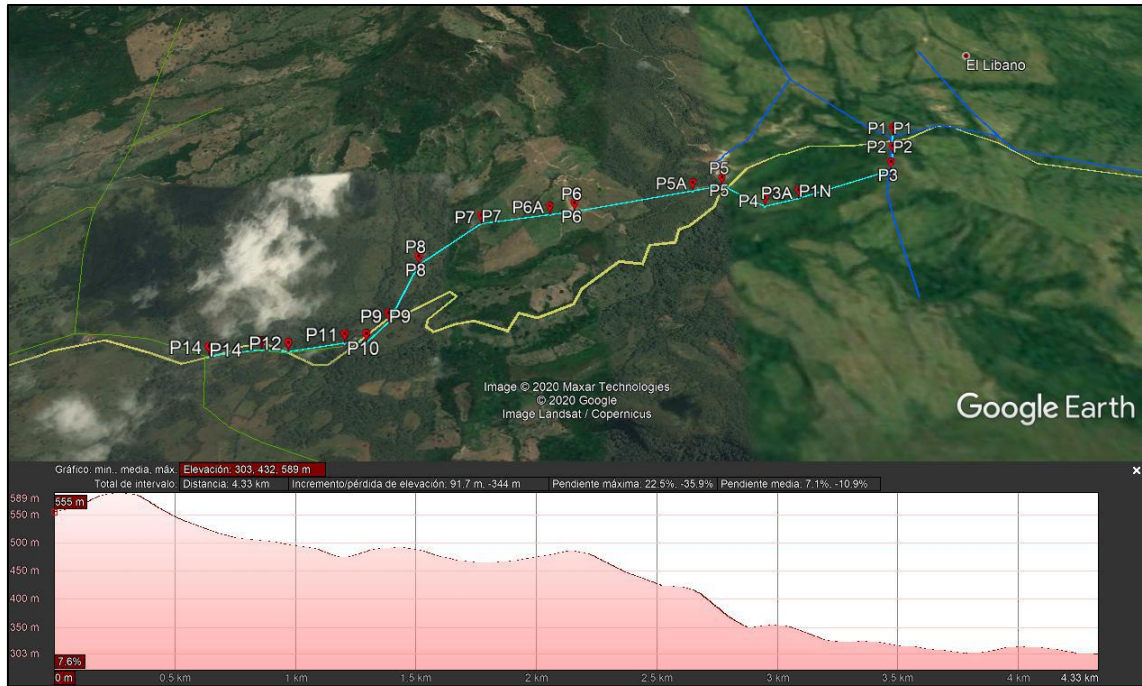 El Libano
P1 P1
P2 P2
P3
P5
P5A
P5
P3A P1N
P4
P6A P6
P6
P7 P7
P8
P8
P9 P9
P11
P10
P12
P14 P14
Image © 2020 Maxar Technologies
© 2020 Google
Image Landsat / Copernicus
Google Earth
Gráfico: min., media, máx. Elevación: 303, 432, 589 m
Total de intervalo: Distancia: 4.33 km Incremento/pérdida de elevación: 91.7 m, -344 m Pendiente máxima: 22.5%, -35.9% Pendiente media: 7.1%, -10.9%
589 m
555 m
550 m
500 m
450 m
400 m
350 m
303 m
7.6%
0 m 0.5 km 1 km 1.5 km 2 km 2.5 km 3 km 3.5 km 4 km 4.33 km